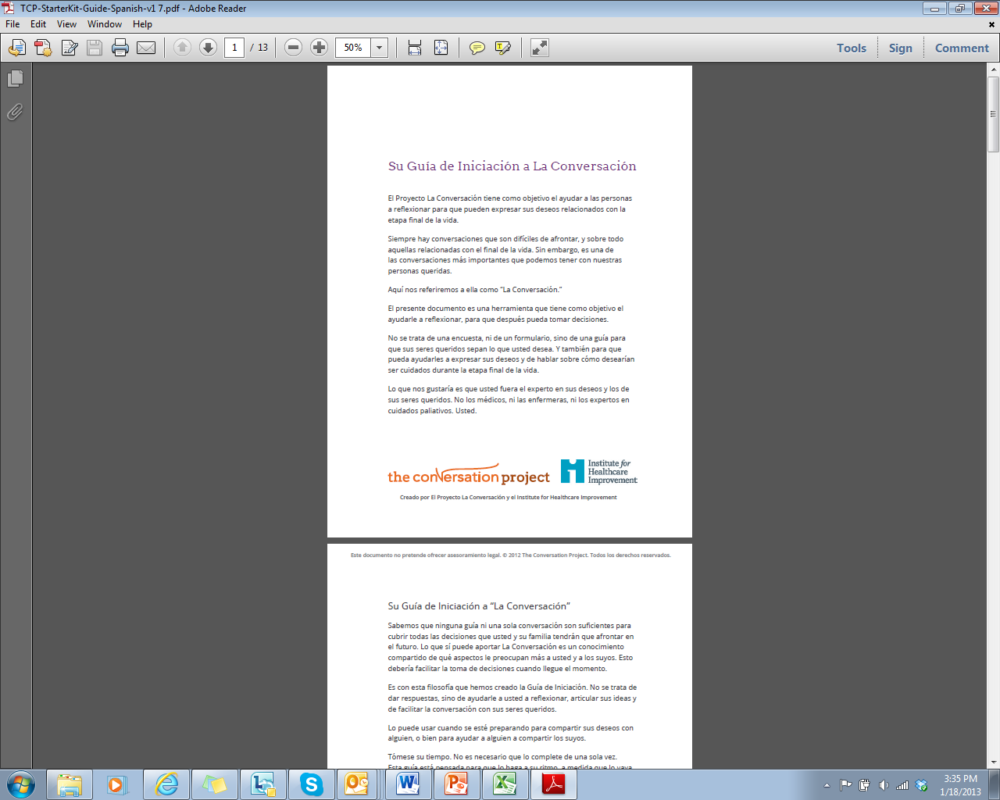 TCP-StarterKit-Guide-Spanish-v1 7.pdf - Adobe Reader
File Edit View Window Help
1 / 13 50% Tools Sign Comment
Su Guía de Iniciación a La Conversación
El Proyecto La Conversación tiene como objetivo el ayudar a las personas
a reflexionar para que pueden expresar sus deseos relacionados con la
etapa final de la vida.
Siempre hay conversaciones que son difíciles de afrontar, y sobre todo
aquellas relacionadas con el final de la vida. Sin embargo, es una de
las conversaciones más importantes que podemos tener con nuestras
personas queridas.
Aquí nos referiremos a ella como “La Conversación.”
El presente documento es una herramienta que tiene como objetivo el
ayudarle a reflexionar, para que después pueda tomar decisiones.
No se trata de una encuesta, ni de un formulario, sino de una guía para
que sus seres queridos sepan lo que usted desea. Y también para que
pueda ayudarles a expresar sus deseos y de hablar sobre cómo desearían
ser cuidados durante la etapa final de la vida.
Lo que nos gustaría es que usted fuera el experto en sus deseos y los de
sus seres queridos. No los médicos, ni las enfermeras, ni los expertos en
cuidados paliativos. Usted.
the conversation project
Institute for
Healthcare
Improvement
Creado por El Proyecto La Conversación y el Institute for Healthcare Improvement
Este documento no pretende ofrecer asesoramiento legal. © 2012 The Conversation Project. Todos los derechos reservados.
Su Guía de Iniciación a “La Conversación”
Sabemos que ninguna guía ni una sola conversación son suficientes para
cubrir todas las decisiones que usted y su familia tendrán que afrontar en
el futuro. Lo que sí puede aportar La Conversación es un conocimiento
compartido de qué aspectos le preocupan más a usted y a los suyos. Esto
debería facilitar la toma de decisiones cuando llegue el momento.
Es con esta filosofía que hemos creado la Guía de Iniciación. No se trata de
dar respuestas, sino de ayudarle a usted a reflexionar, articular sus ideas y
de facilitar la conversación con sus seres queridos.
Lo puede usar cuando se esté preparando para compartir sus deseos con
alguien, o bien para ayudar a alguien a compartir los suyos.
Tómese su tiempo. No es necesario que lo complete de una sola vez.
Esta guía está pensada para que lo haga a su ritmo, a medida que lo vaya
3:35 PM
1/18/2013